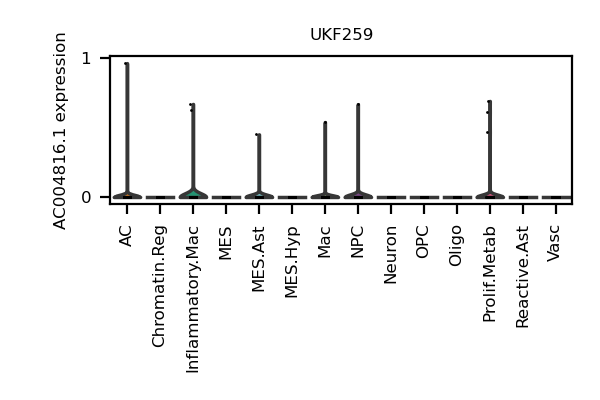 UKF259
AC004816.1 expression
1
0
AC
Chromatin.Reg
Inflammatory.Mac
MES
MES.Ast
MES.Hyp
Mac
NPC
Neuron
OPC
Oligo
Prolif.Metab
Reactive.Ast
Vasc